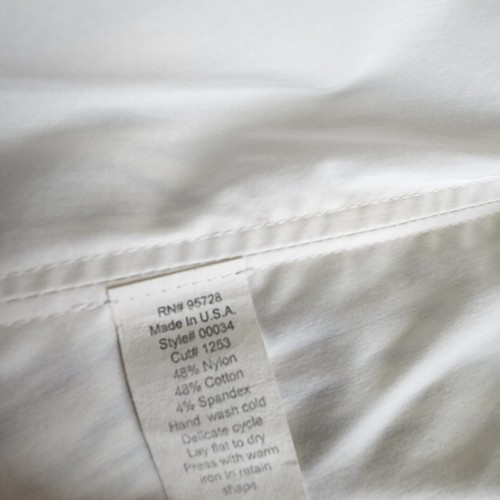 RN# 95728
Made In U.S.A.
Style# 00034
Cut# 1253
48% Nylon
48% Cotton
4% Spandex
Hand wash cold
Delicate cycle
Lay flat to dry
Press with warm
iron in retain
shape